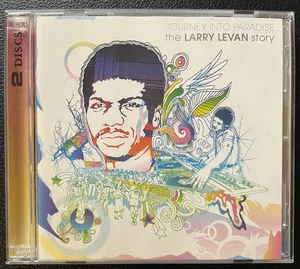 JOURNEY INTO PARADISE
the LARRY LEVAN story
2 DISCS